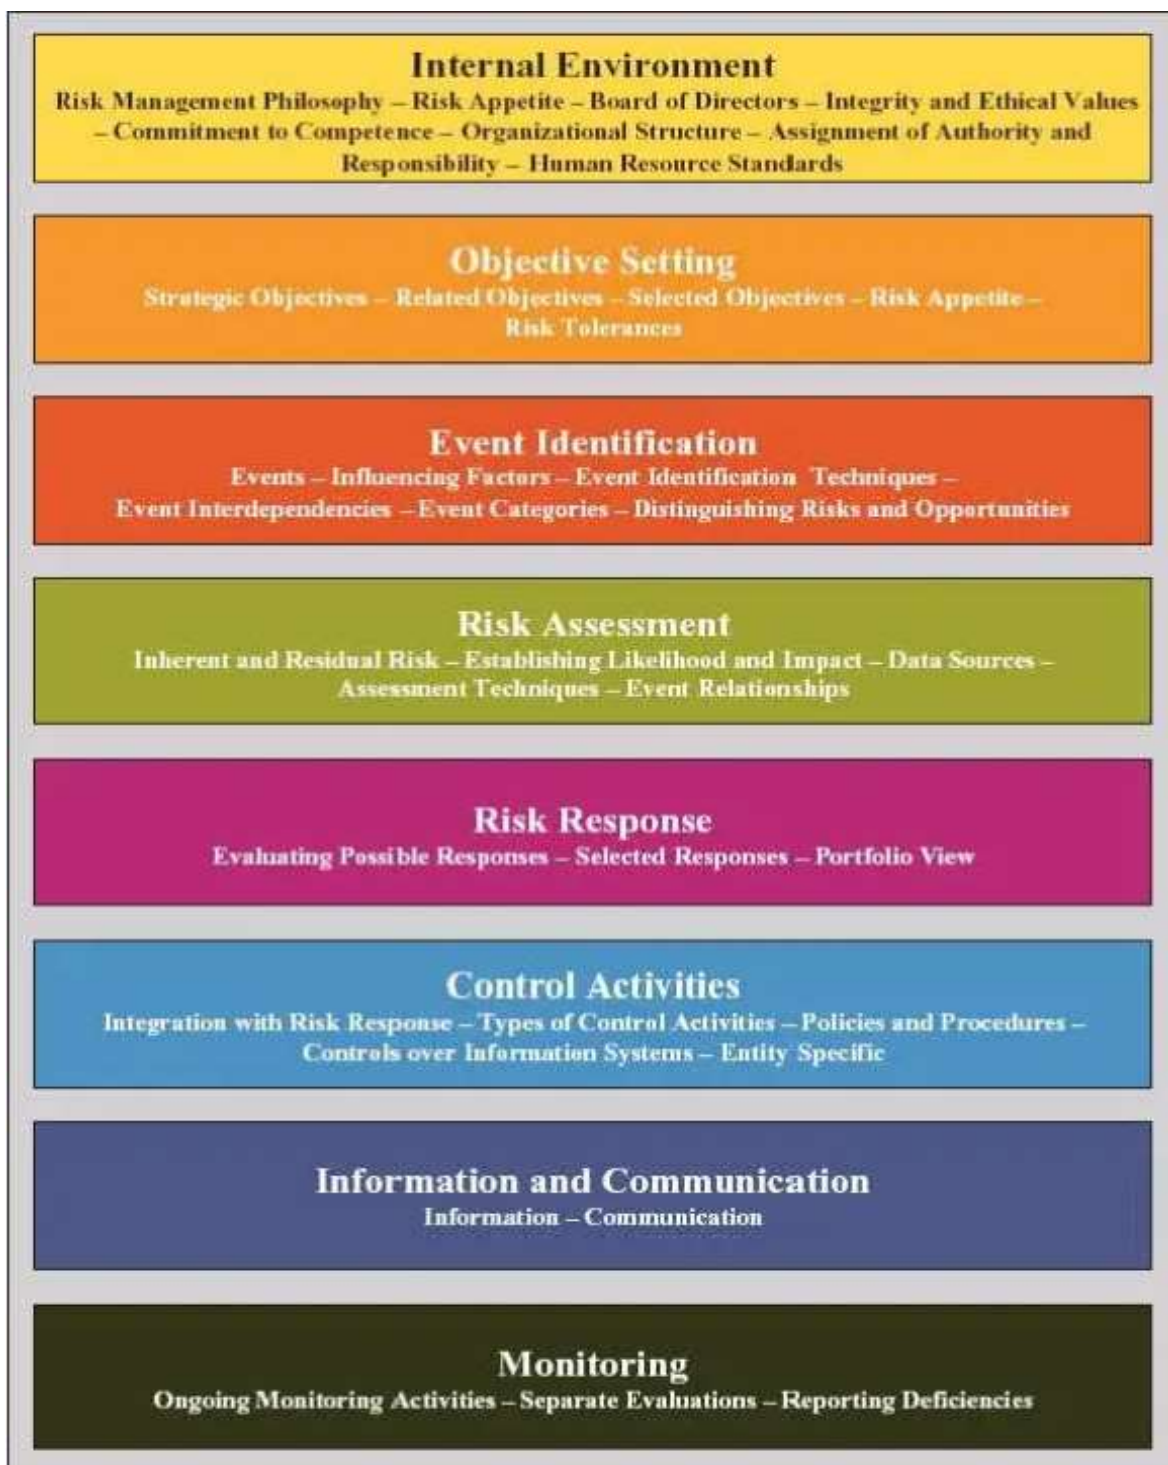 Internal Environment
Risk Management Philosophy – Risk Appetite – Board of Directors – Integrity and Ethical Values
– Commitment to Competence – Organizational Structure – Assignment of Authority and
Responsibility – Human Resource Standards
Objective Setting
Strategic Objectives – Related Objectives – Selected Objectives – Risk Appetite –
Risk Tolerances
Event Identification
Events – Influencing Factors – Event Identification Techniques –
Event Interdependencies – Event Categories – Distinguishing Risks and Opportunities
Risk Assessment
Inherent and Residual Risk – Establishing Likelihood and Impact – Data Sources –
Assessment Techniques – Event Relationships
Risk Response
Evaluating Possible Responses – Selected Responses – Portfolio View
Control Activities
Integration with Risk Response – Types of Control Activities – Policies and Procedures –
Controls over Information Systems – Entity Specific
Information and Communication
Information – Communication
Monitoring
Ongoing Monitoring Activities – Separate Evaluations – Reporting Deficiencies